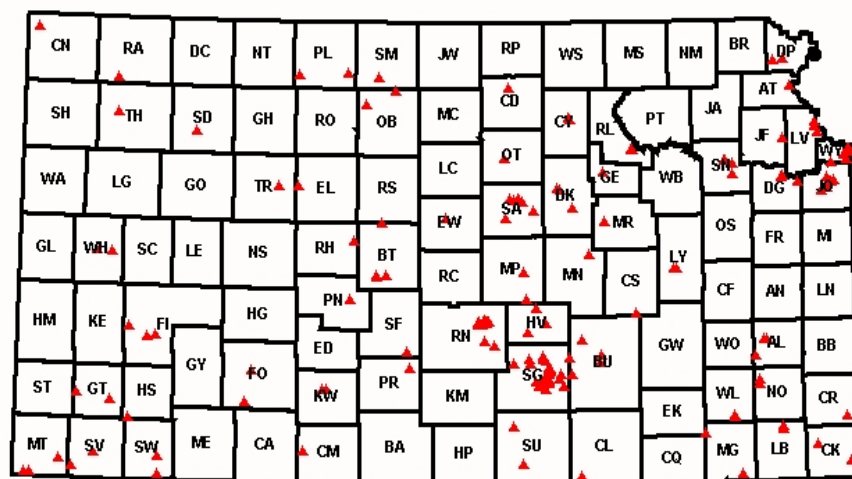 CN RA DC NT PL SM JW RP WS MS NM BR DP
SH TH SD GH RO OB MC CD CY RL PT JA AT
JF LV WY
WA LG GO TR EL RS LC OT GE WB SN DG JO
EW SA DK MR OS FR MI
GL WH SC LE NS RH BT RC MP MN CS LY
HM KE FI HG PN SF RN HV CF AN LN
GY ED GW WO AL BB
ST GT HS FO KW PR KM SG BU EK WL NO CR
MT SV SW ME CA CM BA HP SU CL CQ MG LB CK